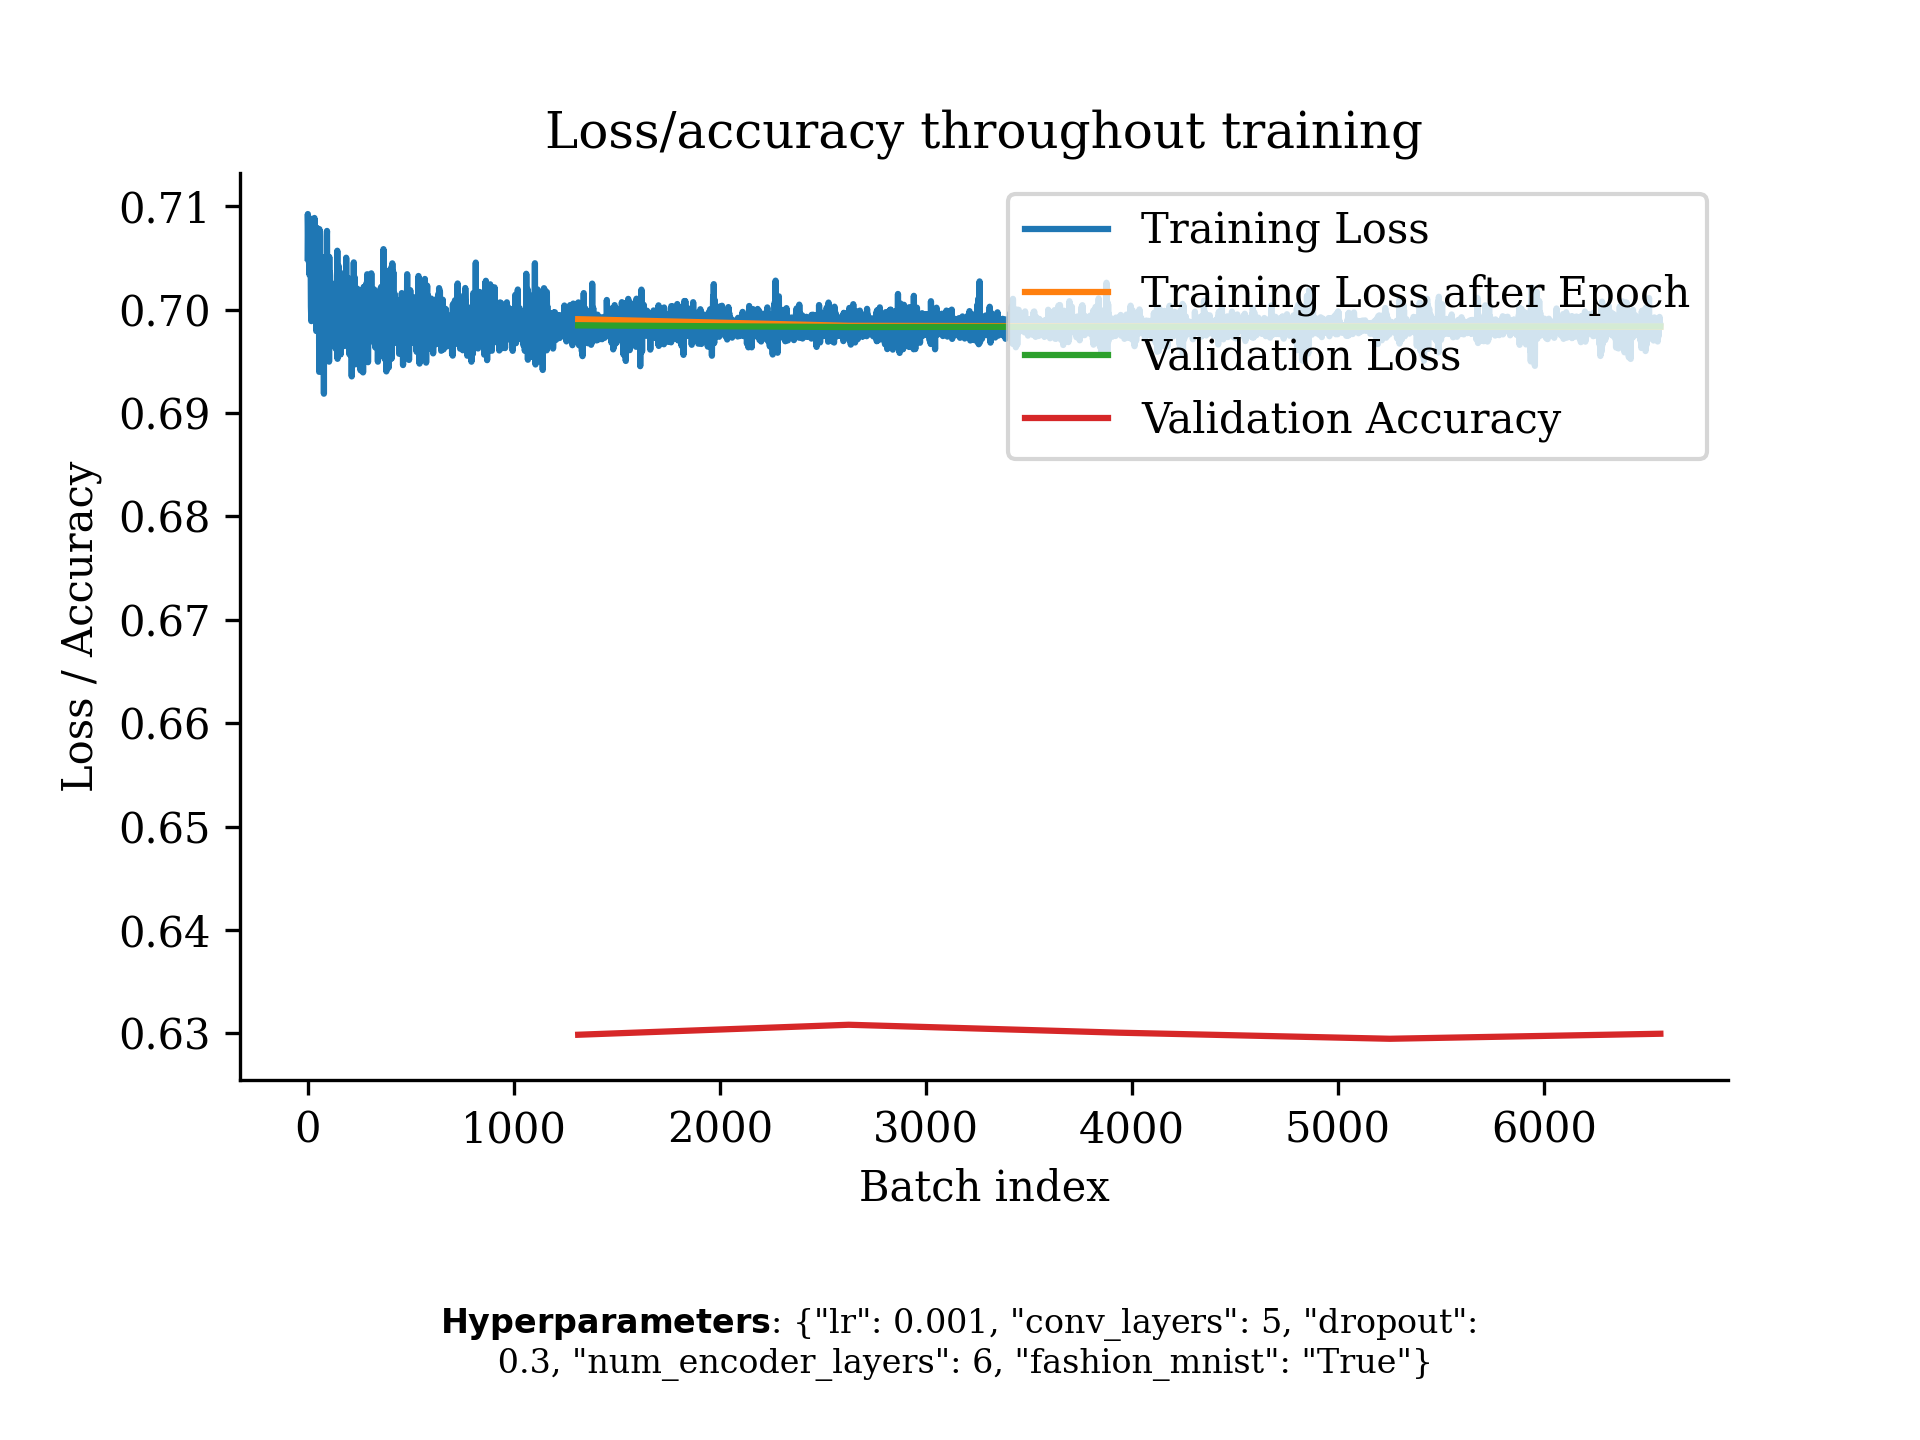 Loss/accuracy throughout training
0.71
0.70
0.69
0.68
0.67
0.66
0.65
0.64
0.63
Loss / Accuracy
Training Loss
Training Loss after Epoch
Validation Loss
Validation Accuracy
0 1000 2000 3000 4000 5000 6000
Batch index
Hyperparameters: {"lr": 0.001, "conv_layers": 5, "dropout":
0.3, "num_encoder_layers": 6, "fashion_mnist": "True"}